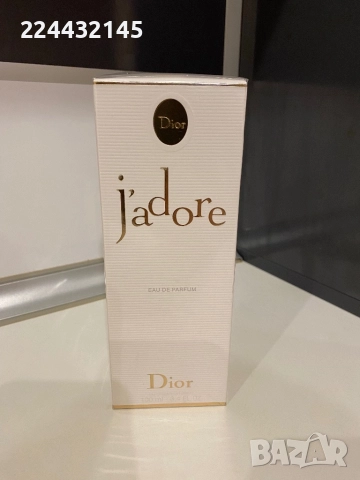 224432145
Dior
j'adore
EAU DE PARFUM
Dior
BAZAR